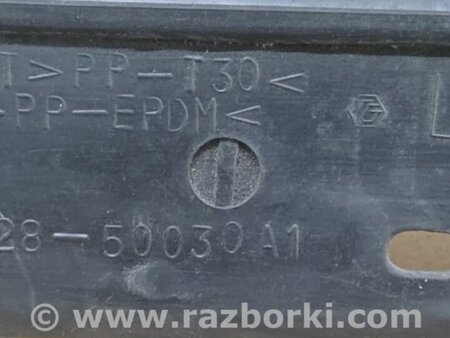 T>PP-T30<
>PP-EPDM<
L
28-50030A1
www.razborki.com